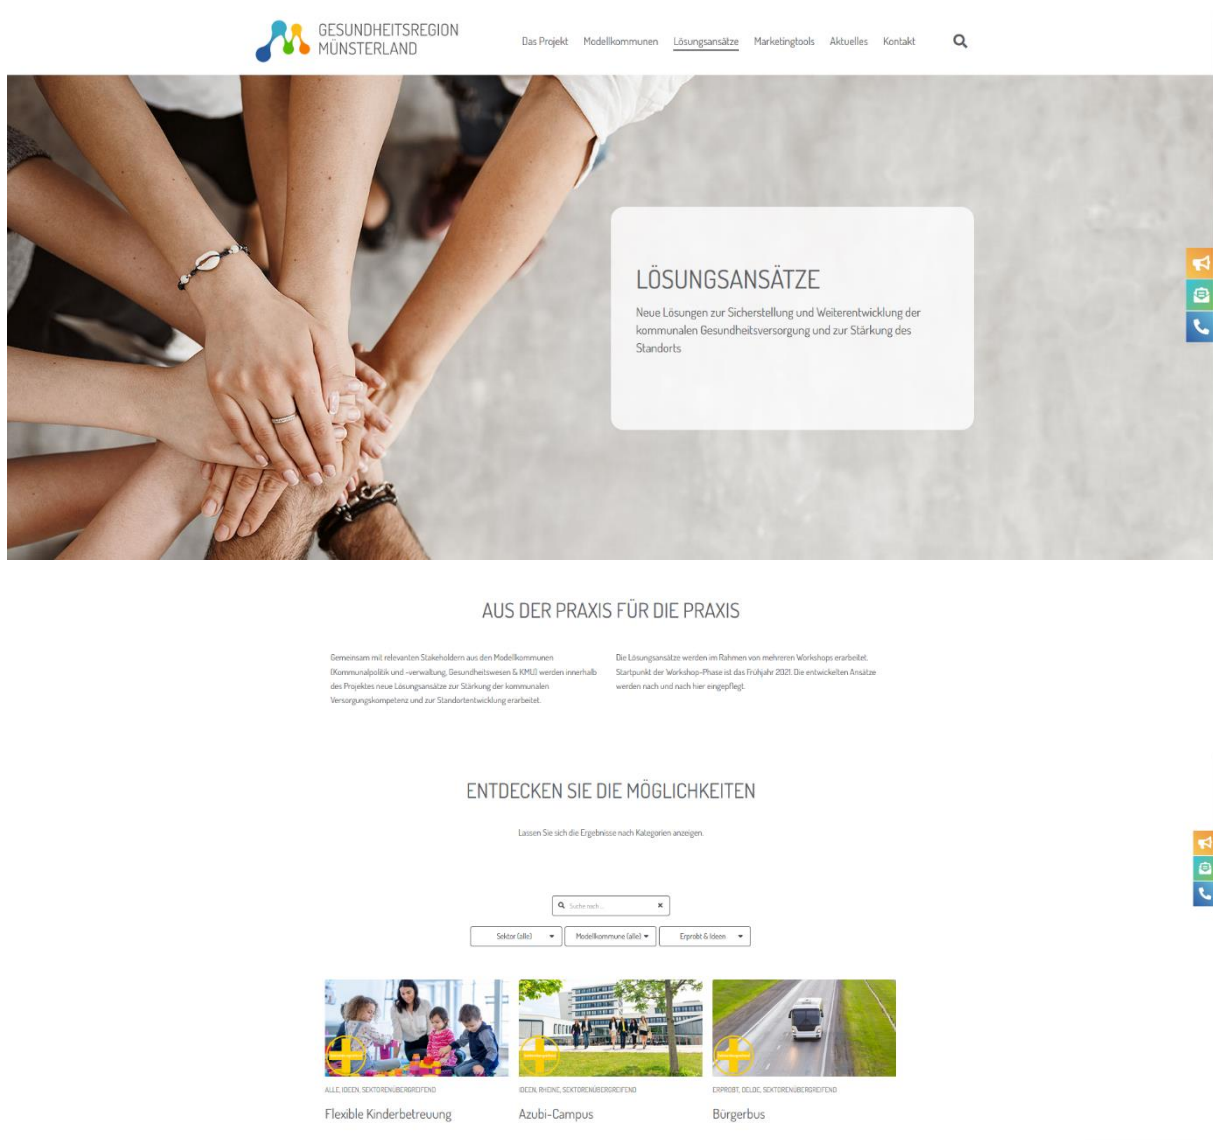 GESUNDHEITSREGION
MÜNSTERLAND
Das Projekt Modellkommunen Lösungsansätze Marketingtools Aktuelles Kontakt
LÖSUNGSANSÄTZE
Neue Lösungen zur Sicherstellung und Weiterentwicklung der
kommunalen Gesundheitsversorgung und zur Stärkung des
Standorts
AUS DER PRAXIS FÜR DIE PRAXIS
Gemeinsam mit relevanten Stakeholdern aus den Modellkommunen
(Kommunalpolitik und -verwaltung, Gesundheitswesen & KMU) werden innerhalb
des Projektes neue Lösungsansätze zur Stärkung der kommunalen
Versorgungskompetenz und zur Standortentwicklung erarbeitet.
Die Lösungsansätze werden im Rahmen von mehreren Workshops erarbeitet.
Startpunkt der Workshop-Phase ist das Frühjahr 2021. Die entwickelten Ansätze
werden nach und nach hier eingepflegt.
ENTDECKEN SIE DIE MÖGLICHKEITEN
Lassen Sie sich die Ergebnisse nach Kategorien anzeigen.
Suche nach ...
Sektor (alle) Modellkommune (alle) Erprobt & Ideen
ALLE, IDEEN, SEKTORENÜBERGREIFEND
Flexible Kinderbetreuung
IDEEN, RHEINE, SEKTORENÜBERGREIFEND
Azubi-Campus
ERPROBT, OELDE, SEKTORENÜBERGREIFEND
Bürgerbus